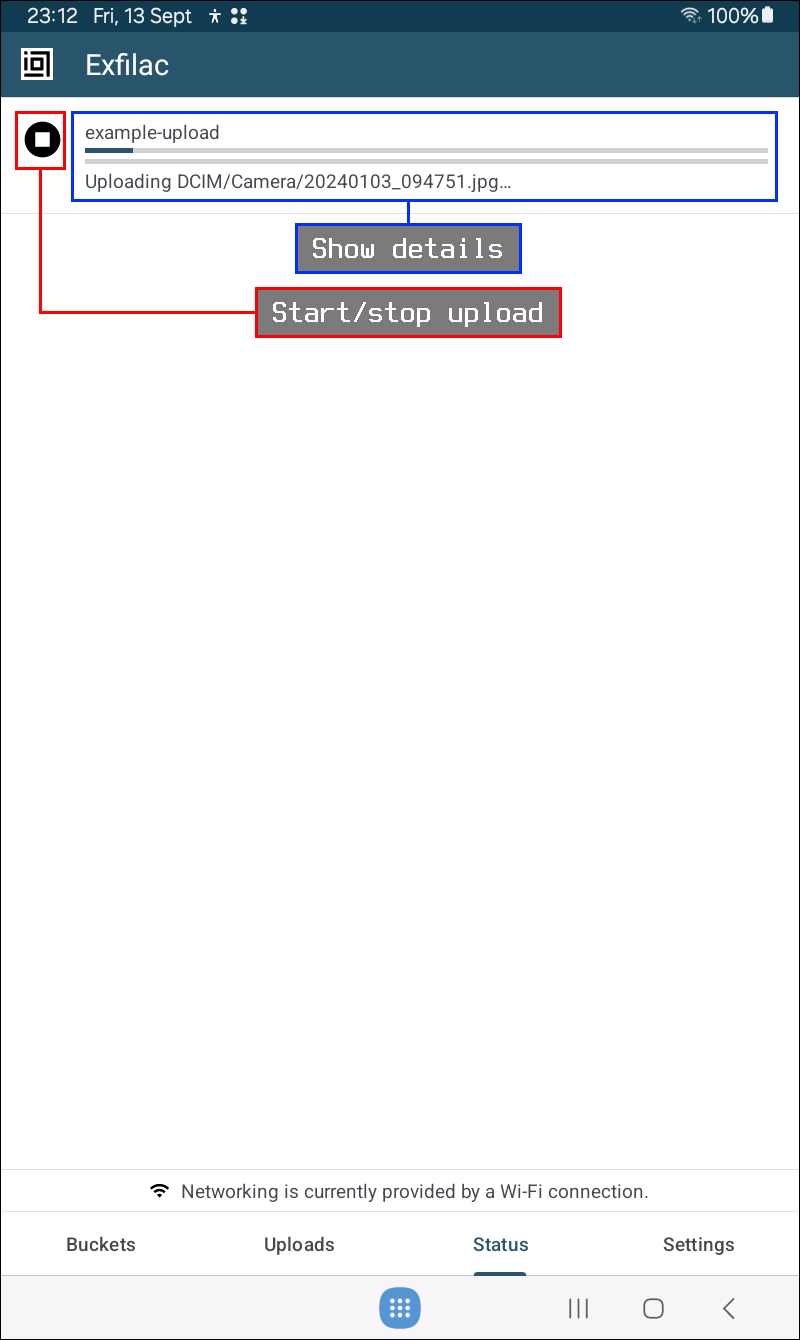 23:12 Fri, 13 Sept 100%
Exfilac
example-upload
Uploading DCIM/Camera/20240103_094751.jpg…
Show details
Start/stop upload
Networking is currently provided by a Wi-Fi connection.
Buckets Uploads Status Settings